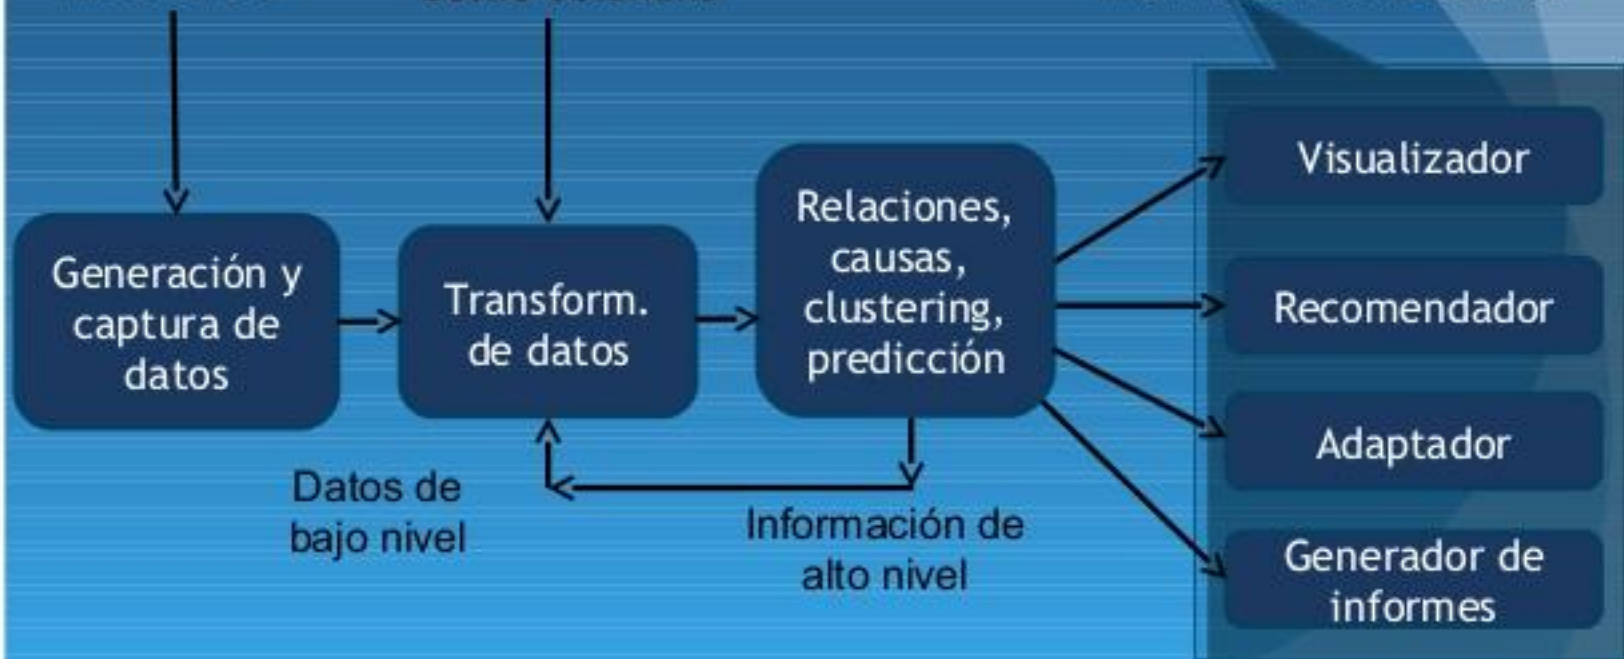 Generación y
captura de
datos
Transform.
de datos
Relaciones,
causas,
clustering,
predicción
Visualizador
Recomendador
Adaptador
Generador de
informes
Datos de
bajo nivel
Información de
alto nivel